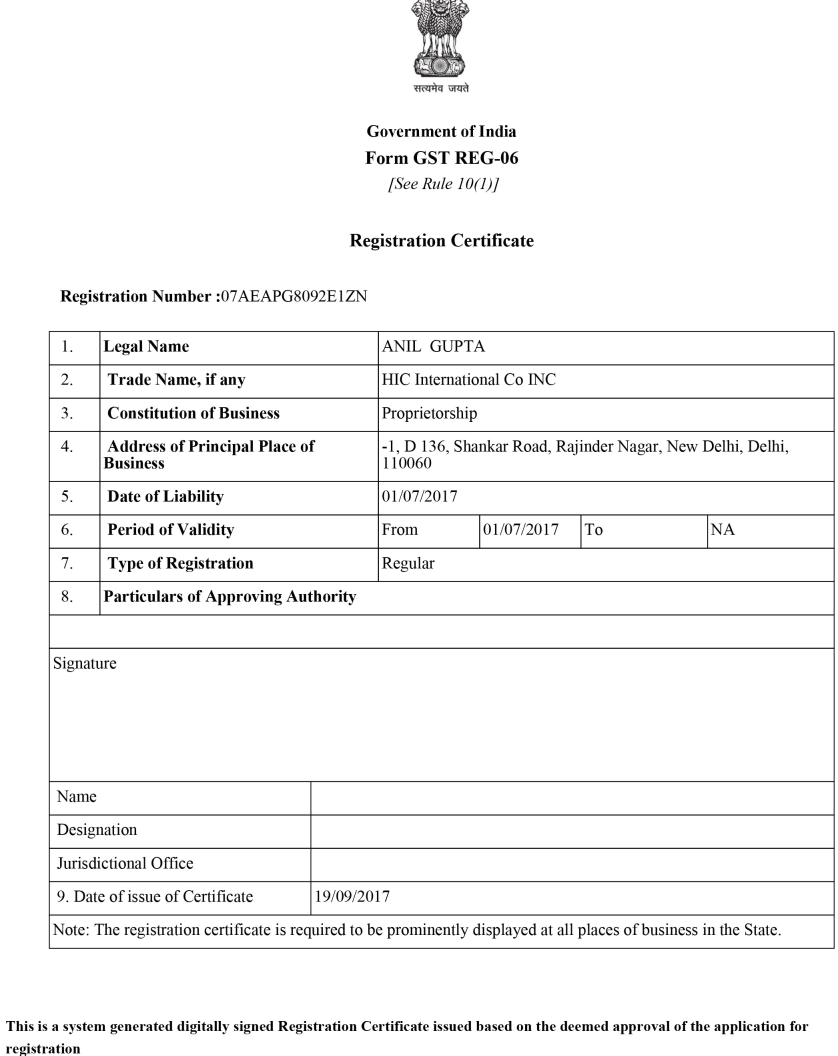 सत्यमेव जयते
Government of India
Form GST REG-06
[See Rule 10(1)]
Registration Certificate
Registration Number :07AEAPG8092E1ZN
1. Legal Name ANIL GUPTA
2. Trade Name, if any HIC International Co INC
3. Constitution of Business Proprietorship
4. Address of Principal Place of Business -1, D 136, Shankar Road, Rajinder Nagar, New Delhi, Delhi, 110060
5. Date of Liability 01/07/2017
6. Period of Validity From 01/07/2017 To NA
7. Type of Registration Regular
8. Particulars of Approving Authority
Signature
Name
Designation
Jurisdictional Office
9. Date of issue of Certificate 19/09/2017
Note: The registration certificate is required to be prominently displayed at all places of business in the State.
This is a system generated digitally signed Registration Certificate issued based on the deemed approval of the application for
registration